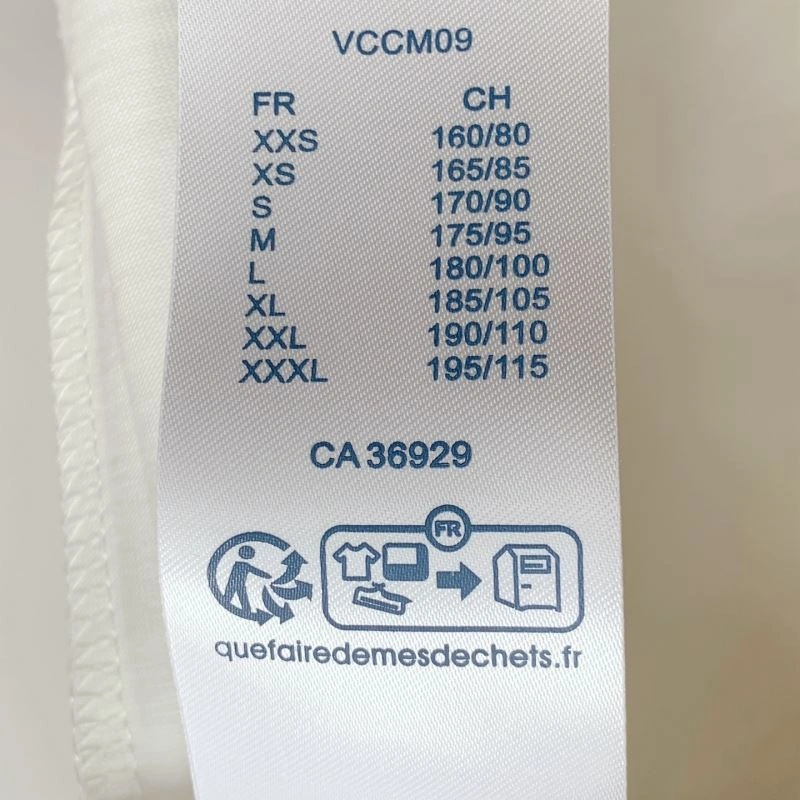 VCCM09
FR CH
XXS 160/80
XS 165/85
S 170/90
M 175/95
L 180/100
XL 185/105
XXL 190/110
XXXL 195/115
CA 36929
FR
quefairedemesdechets.fr